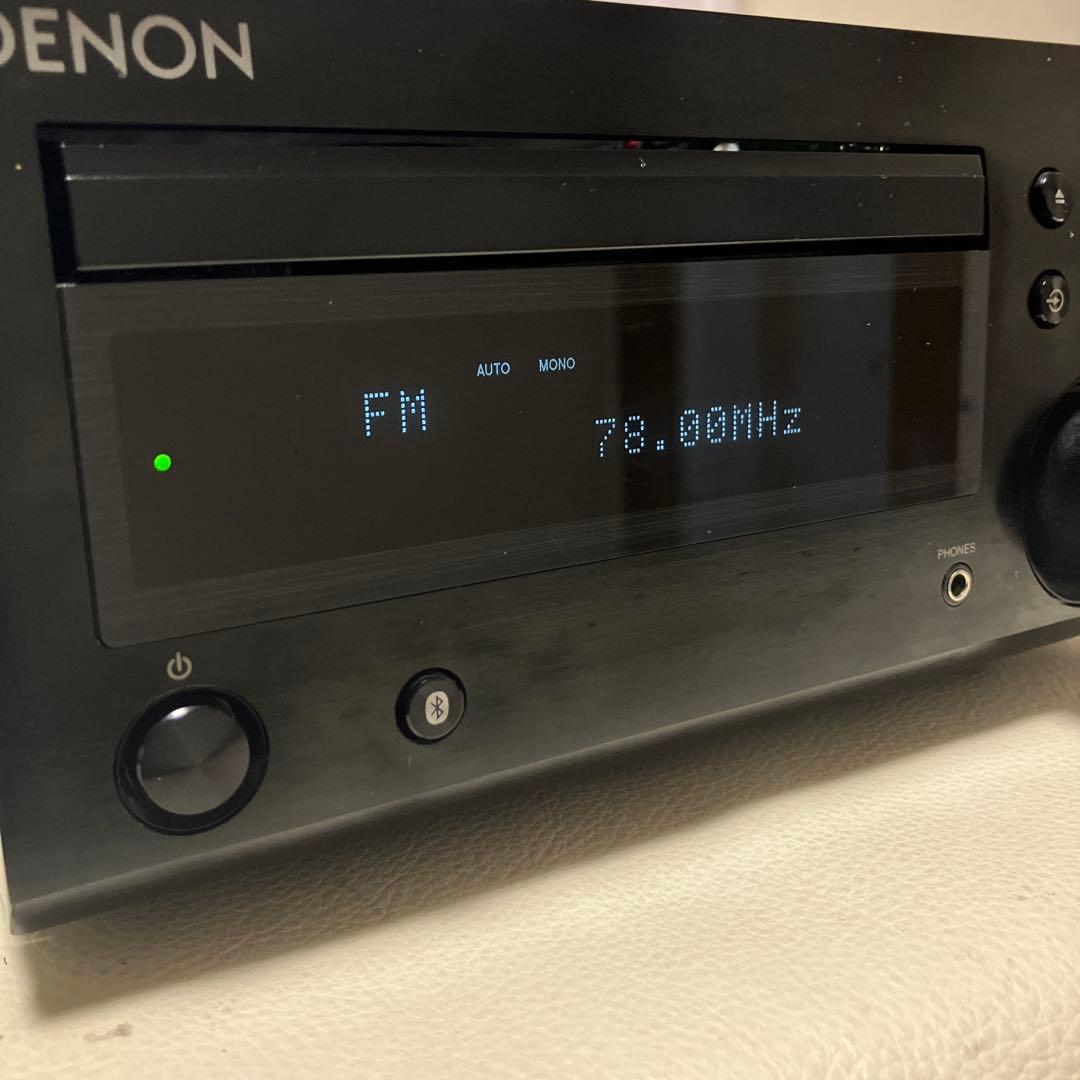 DENON
AUTO MONO
FM 78.00MHz
PHONES